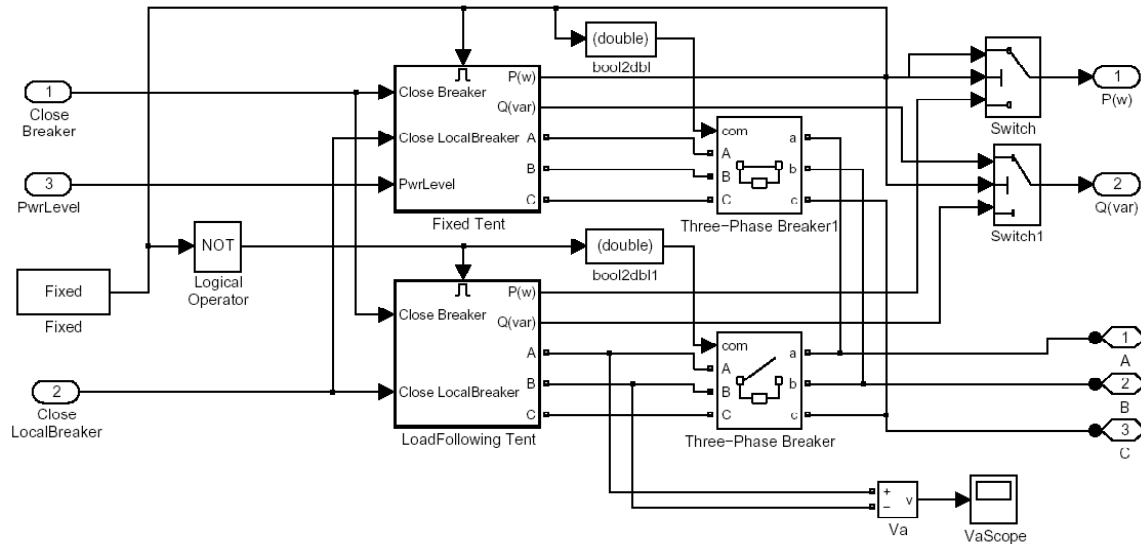 (double)
bool2dbl
1
Close
Breaker
3
PwrLevel
Close Breaker
Close LocalBreaker
PwrLevel
P(w)
Q(var)
A
B
C
Fixed Tent
com
A
B
C
a
b
c
Three-Phase Breaker1
Switch
1
P(w)
Switch1
2
Q(var)
NOT
Logical
Operator
Fixed
Fixed
(double)
bool2dbl1
2
Close
LocalBreaker
Close Breaker
Close LocalBreaker
P(w)
Q(var)
A
B
C
LoadFollowing Tent
com
A
B
C
a
b
c
Three-Phase Breaker
1
A
2
B
3
C
+
−
v
Va
VaScope